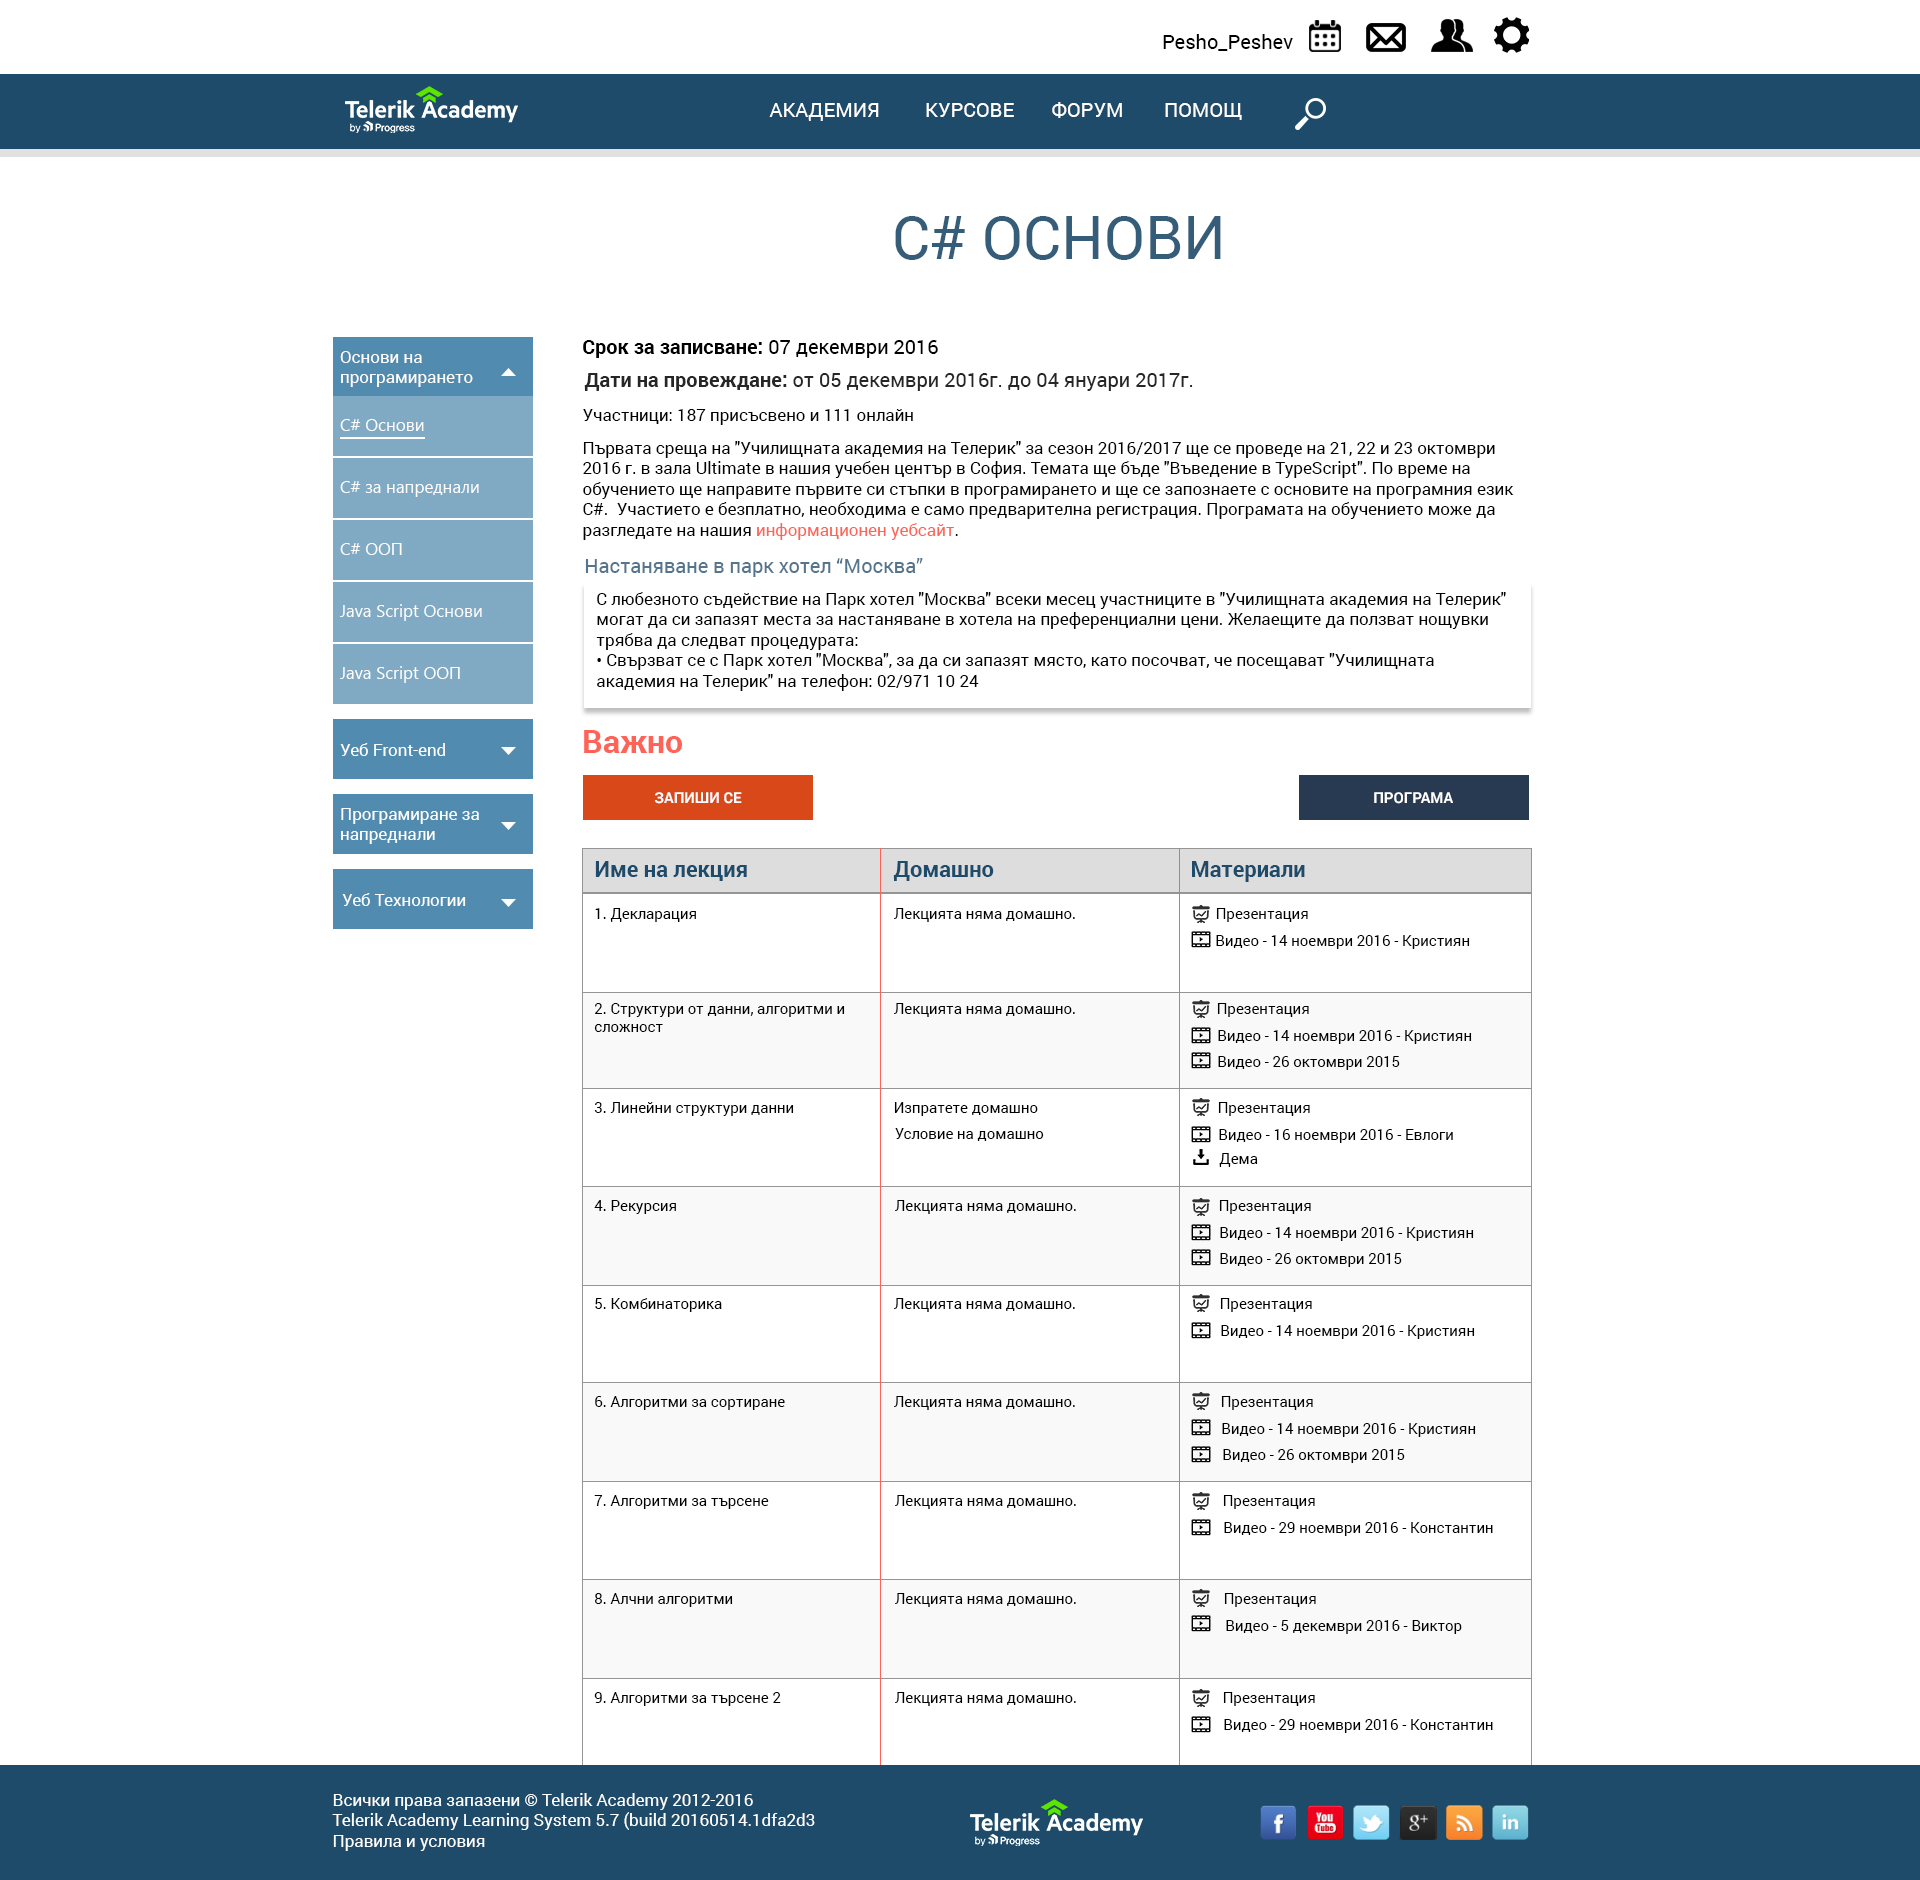 Pesho_Peshev
Telerik Academy
by Progress
АКАДЕМИЯ КУРСОВЕ ФОРУМ ПОМОЩ
C# ОСНОВИ
Основи на
програмирането
C# Основи
C# за напреднали
C# ООП
Java Script Основи
Java Script ООП
Уеб Front-end
Програмиране за
напреднали
Уеб Технологии
Срок за записване: 07 декември 2016
Дати на провеждане: от 05 декември 2016г. до 04 януари 2017г.
Участници: 187 присъсвено и 111 онлайн
Първата среща на "Училищната академия на Телерик" за сезон 2016/2017 ще се проведе на 21, 22 и 23 октомври
2016 г. в зала Ultimate в нашия учебен център в София. Темата ще бъде "Въведение в TypeScript". По време на
обучението ще направите първите си стъпки в програмирането и ще се запознаете с основите на програмния език
C#.  Участието е безплатно, необходима е само предварителна регистрация. Програмата на обучението може да
разгледате на нашия информационен уебсайт.
Настаняване в парк хотел “Москва”
С любезното съдействие на Парк хотел "Москва" всеки месец участниците в "Училищната академия на Телерик"
могат да си запазят места за настаняване в хотела на преференциални цени. Желаещите да ползват нощувки
трябва да следват процедурата:
• Свързват се с Парк хотел "Москва", за да си запазят място, като посочват, че посещават "Училищната
академия на Телерик" на телефон: 02/971 10 24
Важно
ЗАПИШИ СЕ ПРОГРАМА
Име на лекция Домашно Материали
1. Декларация Лекцията няма домашно. Презентация
Видео - 14 ноември 2016 - Кристиян
2. Структури от данни, алгоритми и Лекцията няма домашно. Презентация
сложност
Видео - 14 ноември 2016 - Кристиян
Видео - 26 октомври 2015
3. Линейни структури данни Изпратете домашно Презентация
Условие на домашно Видео - 16 ноември 2016 - Евлоги
Дема
4. Рекурсия Лекцията няма домашно. Презентация
Видео - 14 ноември 2016 - Кристиян
Видео - 26 октомври 2015
5. Комбинаторика Лекцията няма домашно. Презентация
Видео - 14 ноември 2016 - Кристиян
6. Алгоритми за сортиране Лекцията няма домашно. Презентация
Видео - 14 ноември 2016 - Кристиян
Видео - 26 октомври 2015
7. Алгоритми за търсене Лекцията няма домашно. Презентация
Видео - 29 ноември 2016 - Константин
8. Алчни алгоритми Лекцията няма домашно. Презентация
Видео - 5 декември 2016 - Виктор
9. Алгоритми за търсене 2 Лекцията няма домашно. Презентация
Видео - 29 ноември 2016 - Константин
Всички права запазени © Telerik Academy 2012-2016
Telerik Academy Learning System 5.7 (build 20160514.1dfa2d3
Правила и условия
Telerik Academy
by Progress
f You Tube g+ in